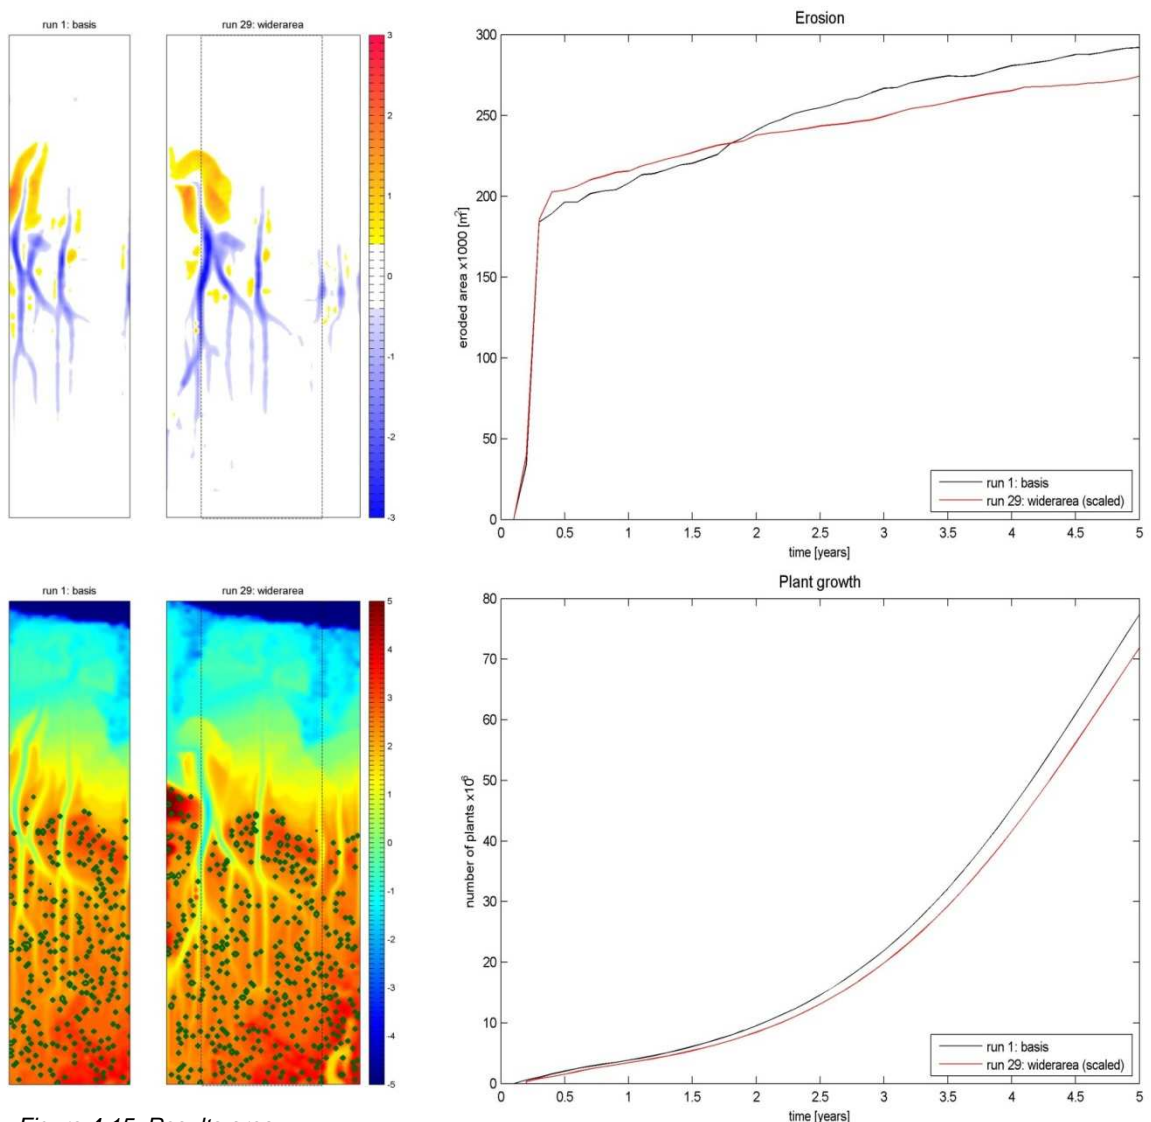 run 1: basis
run 29: widerarea
3
2
1
0
-1
-2
-3
Erosion
300
250
200
150
100
50
0
eroded area x1000 [m²]
0 0.5 1 1.5 2 2.5 3 3.5 4 4.5 5
time [years]
run 1: basis
run 29: widerarea (scaled)
run 1: basis
run 29: widerarea
5
4
3
2
1
0
-1
-2
-3
-4
-5
Plant growth
80
70
60
50
40
30
20
10
0
number of plants x10⁶
0 0.5 1 1.5 2 2.5 3 3.5 4 4.5 5
time [years]
run 1: basis
run 29: widerarea (scaled)